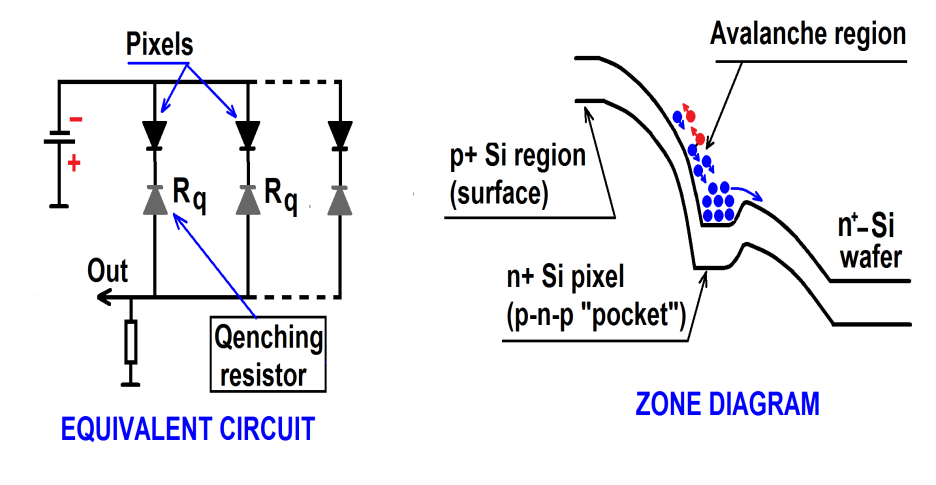 Pixels
−
+
Rq
Rq
Out
Qenching
resistor
EQUIVALENT CIRCUIT
Avalanche region
p+ Si region
(surface)
n+ Si pixel
(p-n-p "pocket")
n⁺–Si
wafer
ZONE DIAGRAM